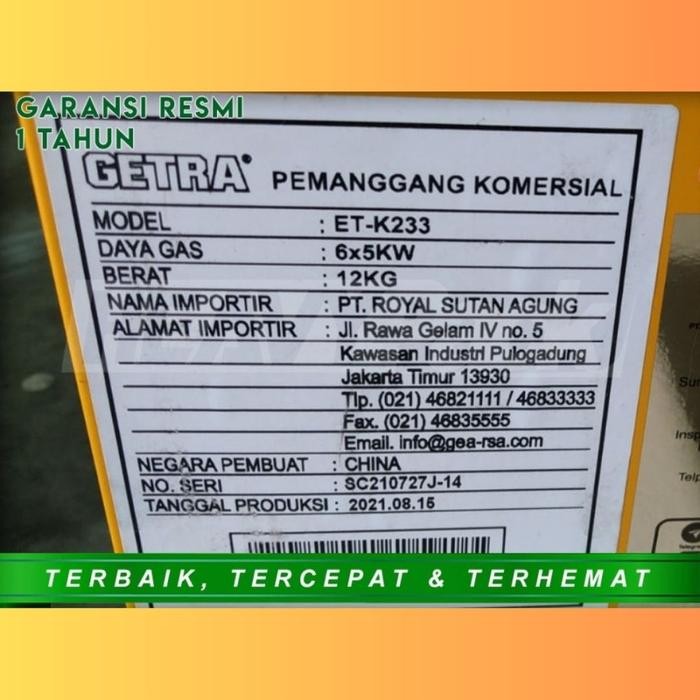 GARANSI RESMI
1 TAHUN
GETRA® PEMANGGANG KOMERSIAL
MODEL : ET-K233
DAYA GAS : 6x5KW
BERAT : 12KG
NAMA IMPORTIR : PT. ROYAL SUTAN AGUNG
ALAMAT IMPORTIR : Jl. Rawa Gelam IV no. 5
Kawasan Industri Pulogadung
Jakarta Timur 13930
Tlp. (021) 46821111 / 46833333
Fax. (021) 46835555
Email. info@gea-rsa.com
NEGARA PEMBUAT : CHINA
NO. SERI : SC210727J-14
TANGGAL PRODUKSI : 2021.08.15
TERBAIK, TERCEPAT & TERHEMAT